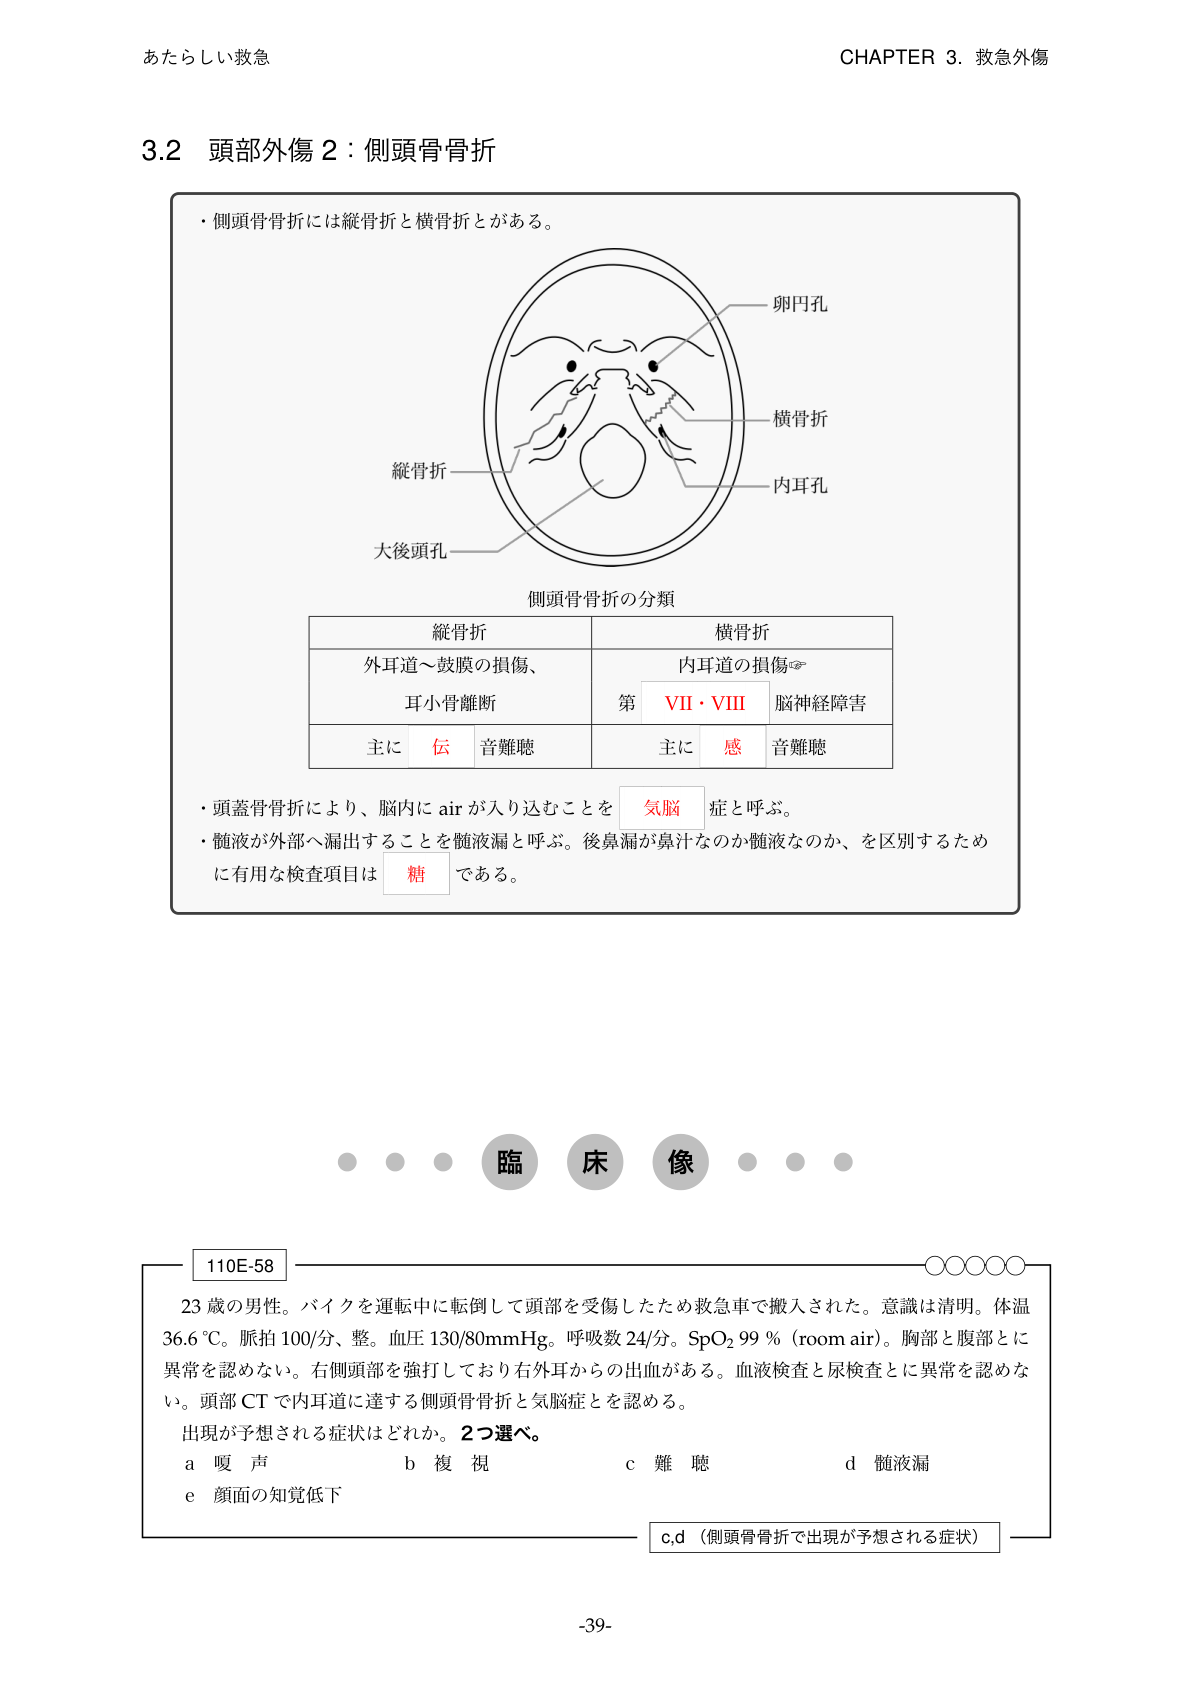 あたらしい救急
CHAPTER 3. 救急外傷
3.2 頭部外傷 2：側頭骨骨折
・側頭骨骨折には縦骨折と横骨折とがある。
卵円孔
横骨折
縦骨折
内耳孔
大後頭孔
側頭骨骨折の分類
縦骨折 横骨折
外耳道〜鼓膜の損傷、 内耳道の損傷☞
耳小骨離断 第 VII・VIII 脳神経障害
主に 伝 音難聴 主に 感 音難聴
・頭蓋骨骨折により、脳内に air が入り込むことを 気脳 症と呼ぶ。
・髄液が外部へ漏出することを髄液漏と呼ぶ。後鼻漏が鼻汁なのか髄液なのか、を区別するため
に有用な検査項目は 糖 である。
臨 床 像
110E-58 ○○○○○
23 歳の男性。バイクを運転中に転倒して頭部を受傷したため救急車で搬入された。意識は清明。体温
36.6 ℃。脈拍 100/分、整。血圧 130/80mmHg。呼吸数 24/分。SpO₂ 99 %（room air）。胸部と腹部とに
異常を認めない。右側頭部を強打しており右外耳からの出血がある。血液検査と尿検査とに異常を認めな
い。頭部 CT で内耳道に達する側頭骨骨折と気脳症とを認める。
出現が予想される症状はどれか。2つ選べ。
a 嗄 声 b 複 視 c 難 聴 d 髄液漏
e 顔面の知覚低下
c,d （側頭骨骨折で出現が予想される症状）
-39-